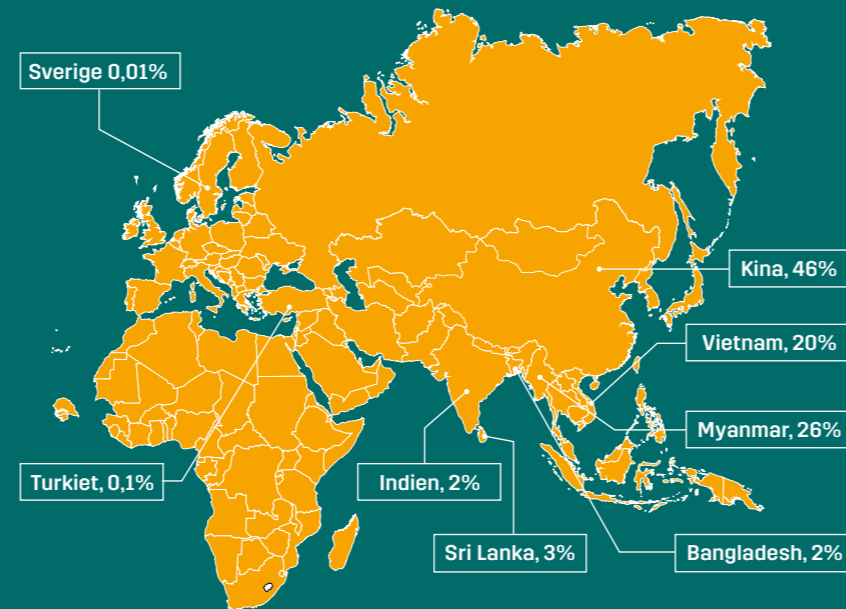 Sverige 0,01%
Kina, 46%
Vietnam, 20%
Myanmar, 26%
Turkiet, 0,1%
Indien, 2%
Sri Lanka, 3%
Bangladesh, 2%